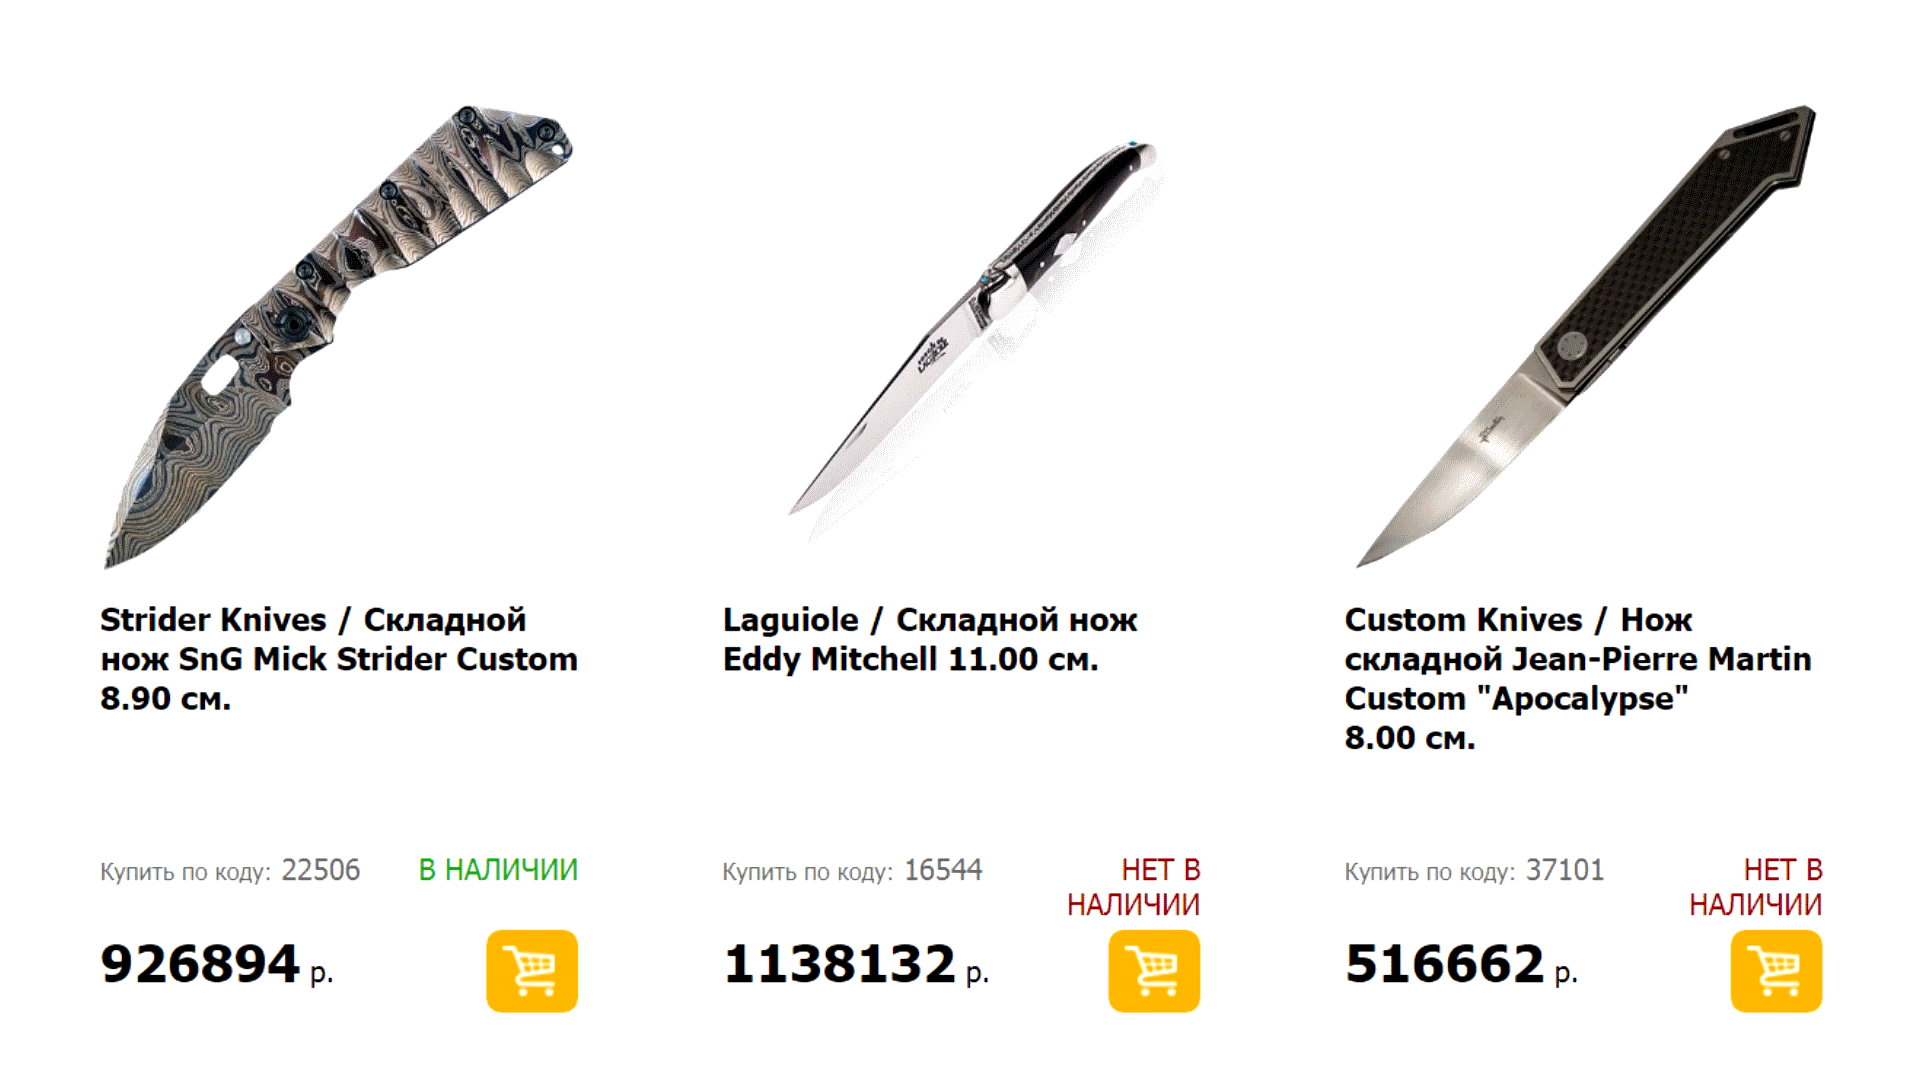 Strider Knives / Складной
нож SnG Mick Strider Custom
8.90 см.
Купить по коду: 22506
В НАЛИЧИИ
926894 р.
Laguiole / Складной нож
Eddy Mitchell 11.00 см.
Купить по коду: 16544
НЕТ В
НАЛИЧИИ
1138132 р.
Custom Knives / Нож
складной Jean-Pierre Martin
Custom "Apocalypse"
8.00 см.
Купить по коду: 37101
НЕТ В
НАЛИЧИИ
516662 р.